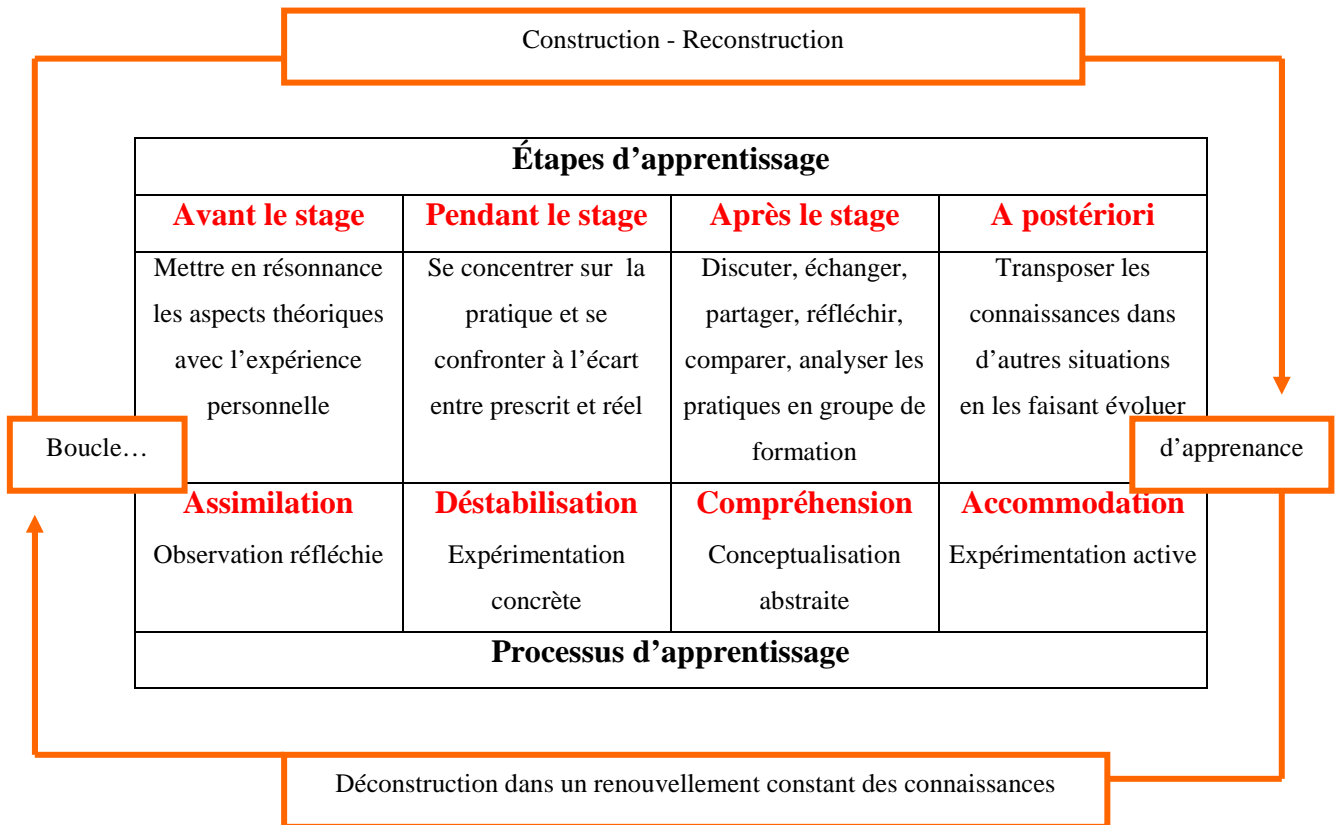 Construction - Reconstruction
Étapes d’apprentissage
Avant le stage
Pendant le stage
Après le stage
A postériori
Mettre en résonnance
les aspects théoriques
avec l’expérience
personnelle
Se concentrer sur la
pratique et se
confronter à l’écart
entre prescrit et réel
Discuter, échanger,
partager, réfléchir,
comparer, analyser les
pratiques en groupe de
formation
Transposer les
connaissances dans
d’autres situations
en les faisant évoluer
Boucle…
d’apprenance
Assimilation
Observation réfléchie
Déstabilisation
Expérimentation
concrète
Compréhension
Conceptualisation
abstraite
Accommodation
Expérimentation active
Processus d’apprentissage
Déconstruction dans un renouvellement constant des connaissances